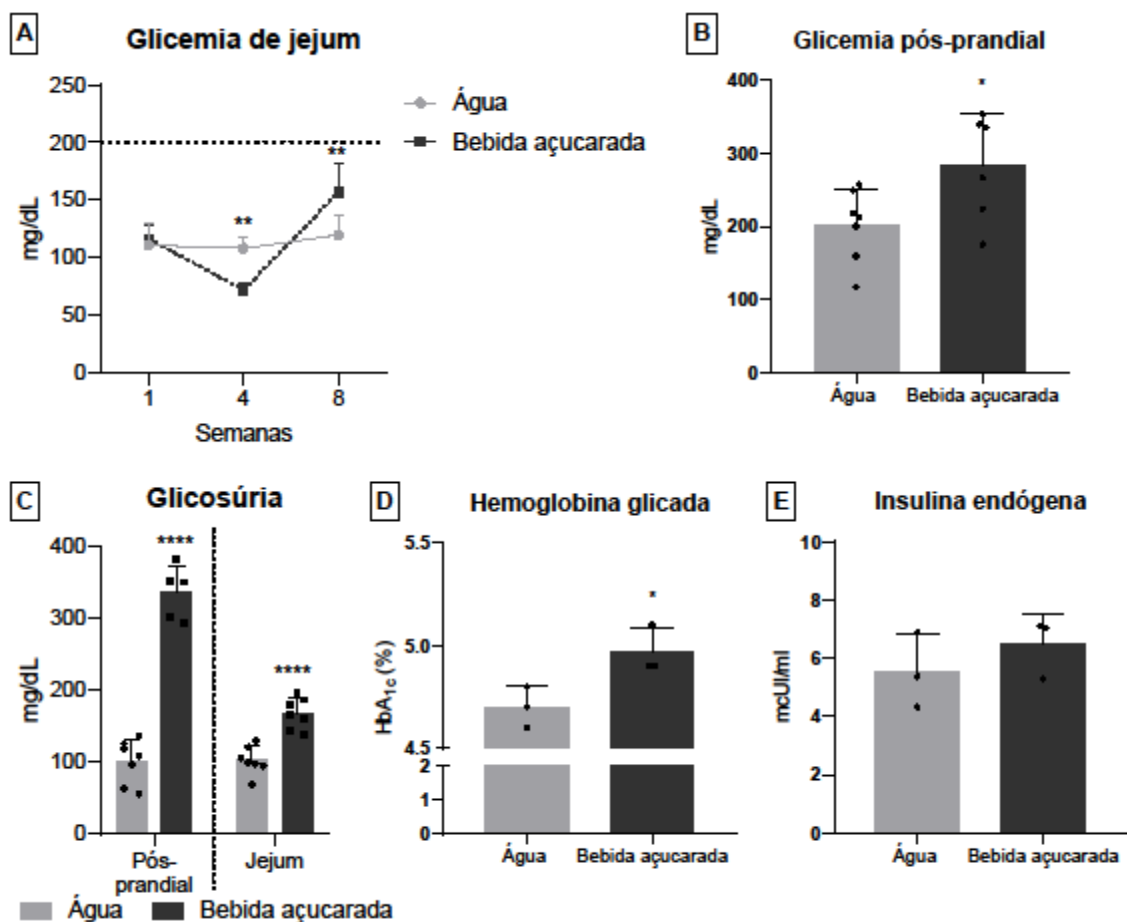 A
Glicemia de jejum
250
200
150
100
50
0
mg/dL
**
**
1
4
8
Semanas
Água
Bebida açucarada
B
Glicemia pós-prandial
400
300
200
100
0
mg/dL
*
Água
Bebida açucarada
C
Glicosúria
400
300
200
100
0
mg/dL
****
****
Pós-
prandial
Jejum
Água
Bebida açucarada
D
Hemoglobina glicada
5.5
5.0
4.5
2
1
0
HbA1c (%)
*
Água
Bebida açucarada
E
Insulina endógena
10
8
6
4
2
0
mcUI/ml
Água
Bebida açucarada